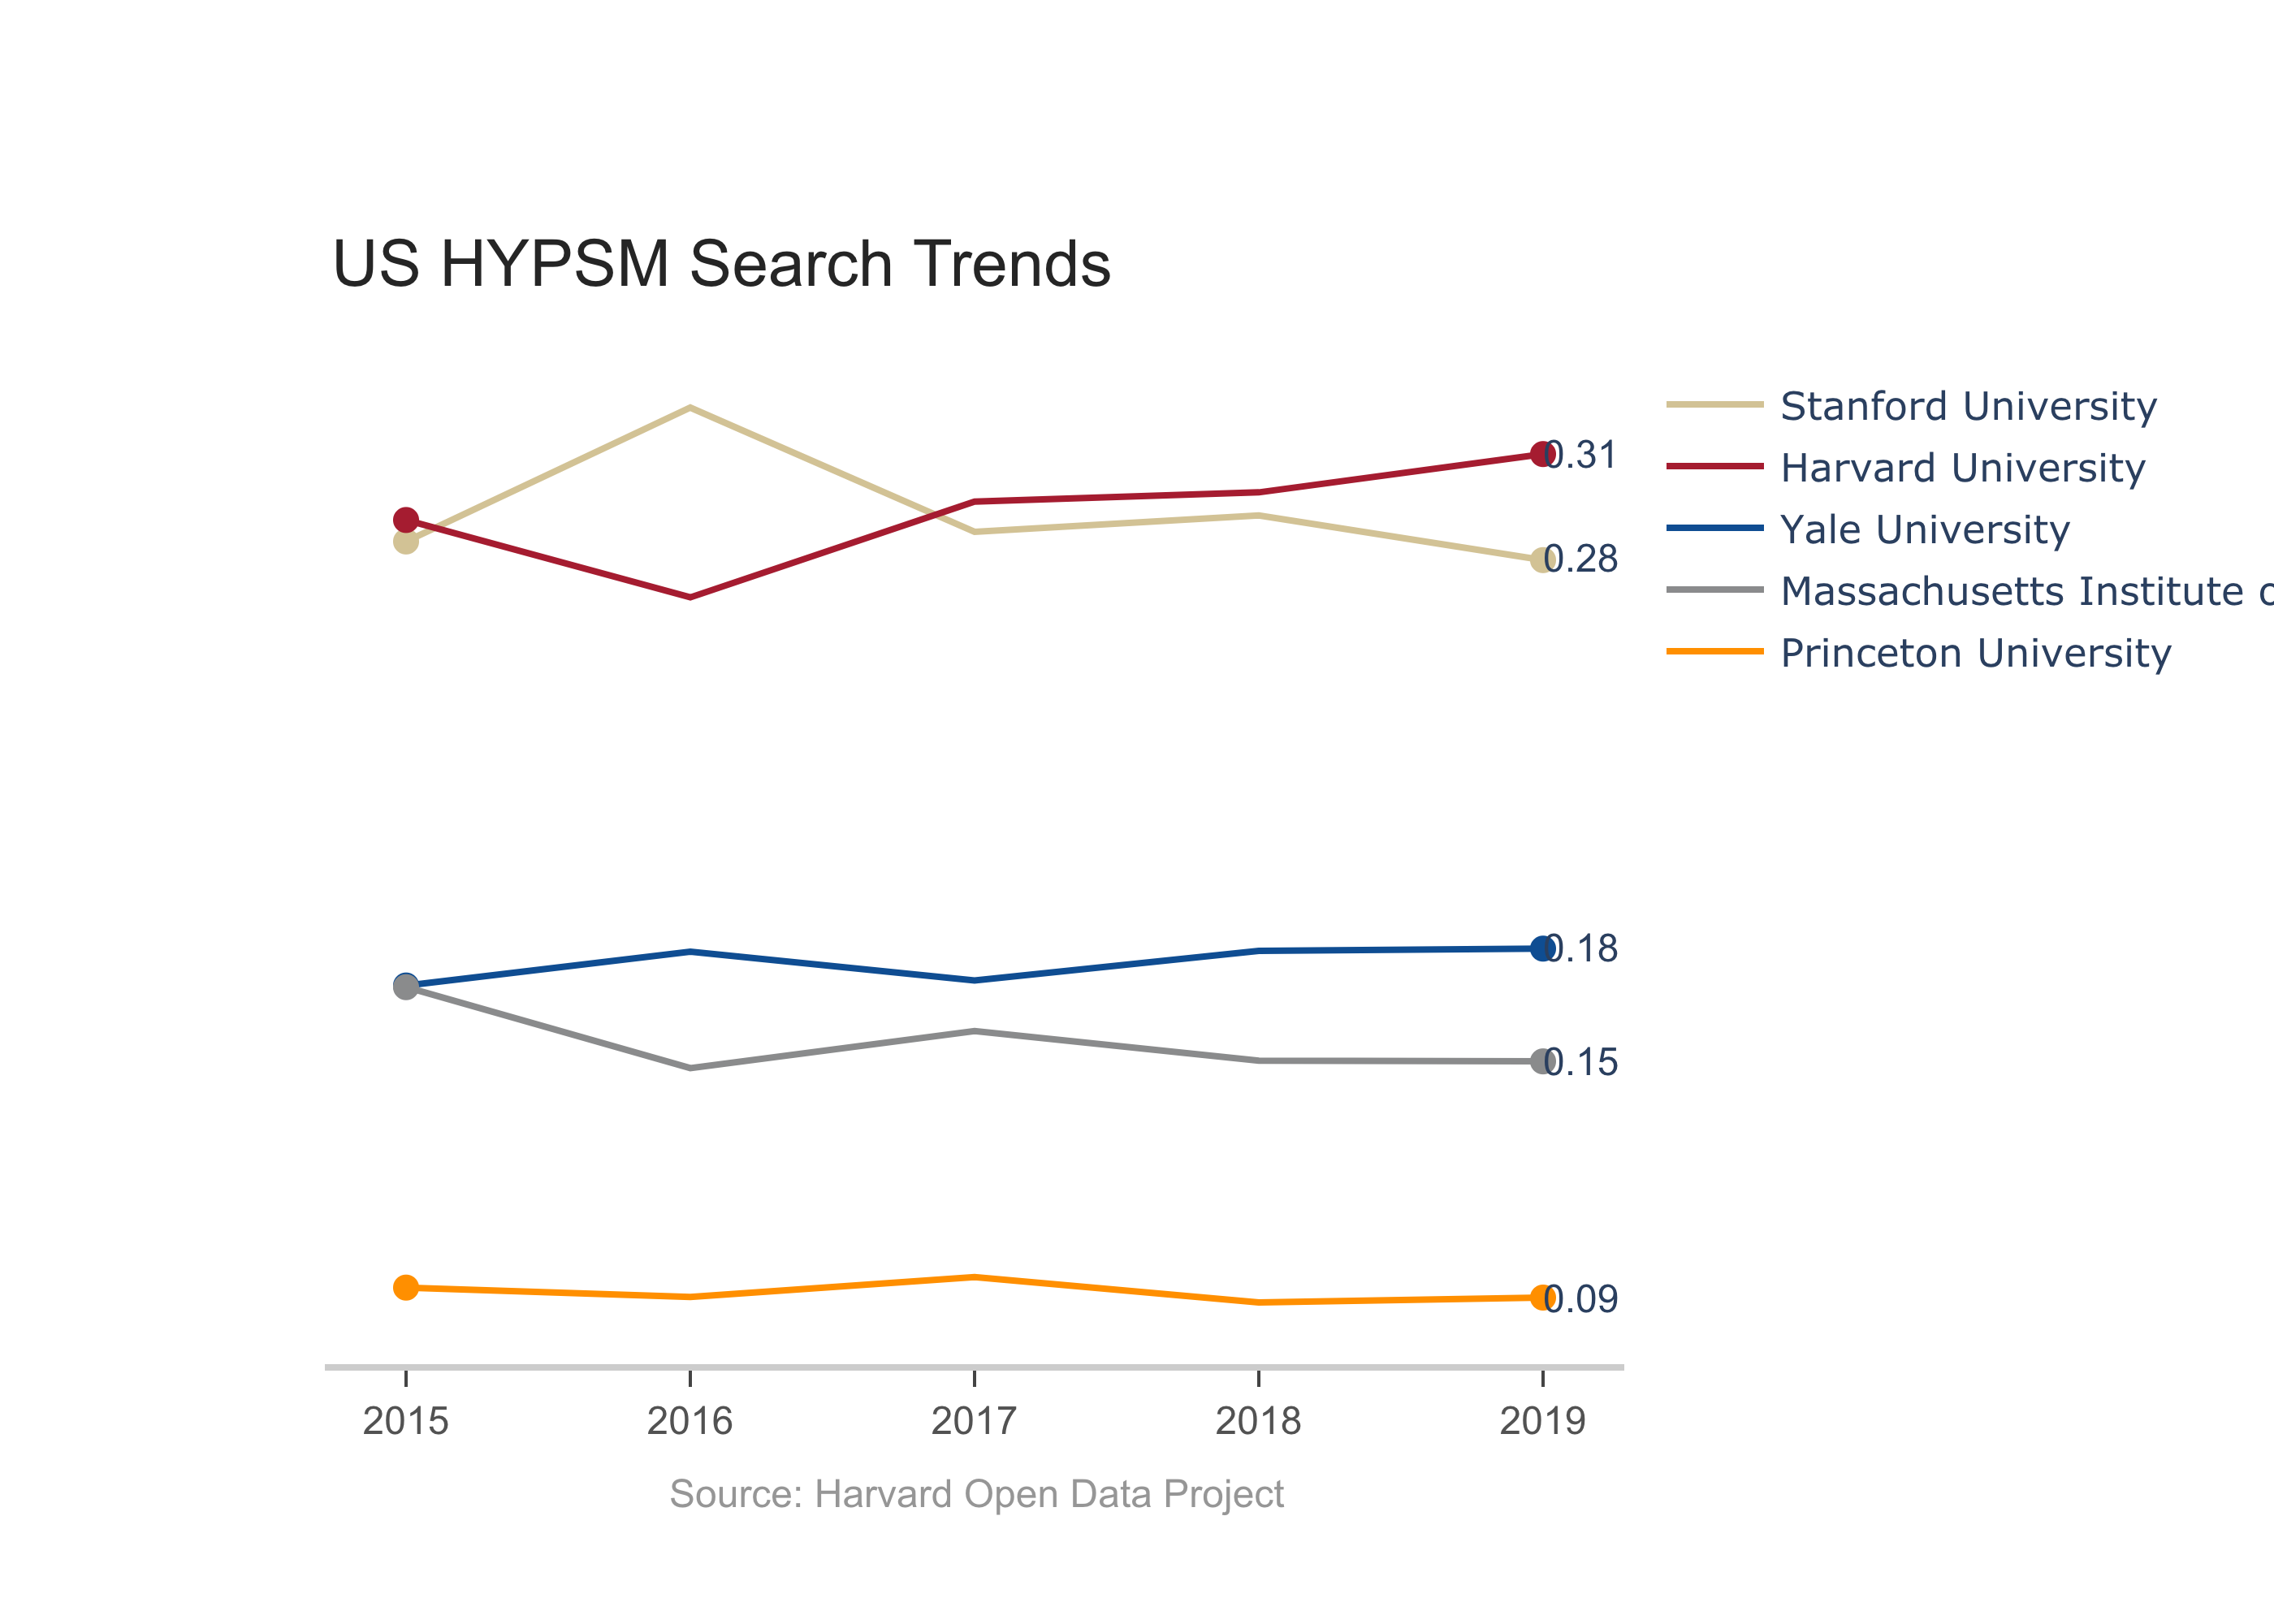 US HYPSM Search Trends
Stanford University
Harvard University
Yale University
Massachusetts Institute
Princeton University
0.31
0.28
0.18
0.15
0.09
2015 2016 2017 2018 2019
Source: Harvard Open Data Project